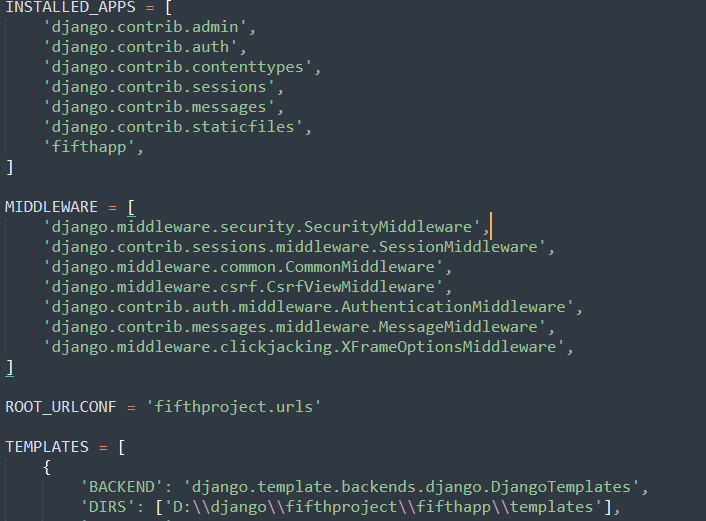 INSTALLED_APPS = [
    'django.contrib.admin',
    'django.contrib.auth',
    'django.contrib.contenttypes',
    'django.contrib.sessions',
    'django.contrib.messages',
    'django.contrib.staticfiles',
    'fifthapp',
]
MIDDLEWARE = [
    'django.middleware.security.SecurityMiddleware',
    'django.contrib.sessions.middleware.SessionMiddleware',
    'django.middleware.common.CommonMiddleware',
    'django.middleware.csrf.CsrfViewMiddleware',
    'django.contrib.auth.middleware.AuthenticationMiddleware',
    'django.contrib.messages.middleware.MessageMiddleware',
    'django.middleware.clickjacking.XFrameOptionsMiddleware',
]
ROOT_URLCONF = 'fifthproject.urls'
TEMPLATES = [
    {
        'BACKEND': 'django.template.backends.django.DjangoTemplates',
        'DIRS': ['D:\\django\\fifthproject\\fifthapp\\templates'],